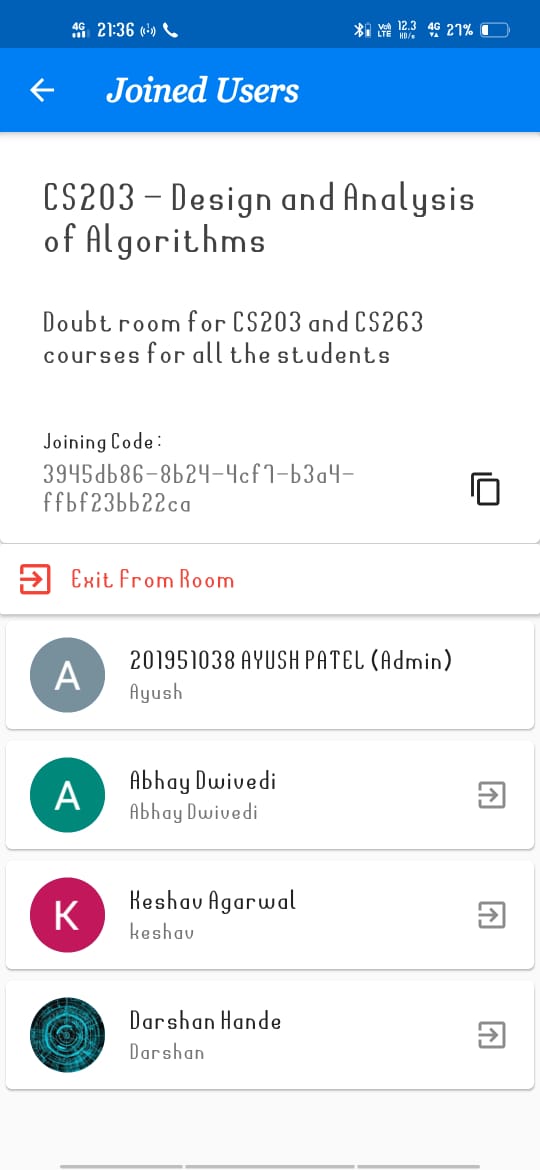 4G 21:36 VoI) LTE 12.3 KB/s 4G 27%
Joined Users
CS203 - Design and Analysis
of Algorithms
Doubt room for CS203 and CS263
courses for all the students
Joining Code :
3945db86-8b24-4cf7-b3a4-
ffbf23bb22ca
Exit From Room
A
201951038 AYUSH PATEL (Admin)
Ayush
A
Abhay Dwivedi
Abhay Dwivedi
K
Keshav Agarwal
keshav
Darshan Hande
Darshan